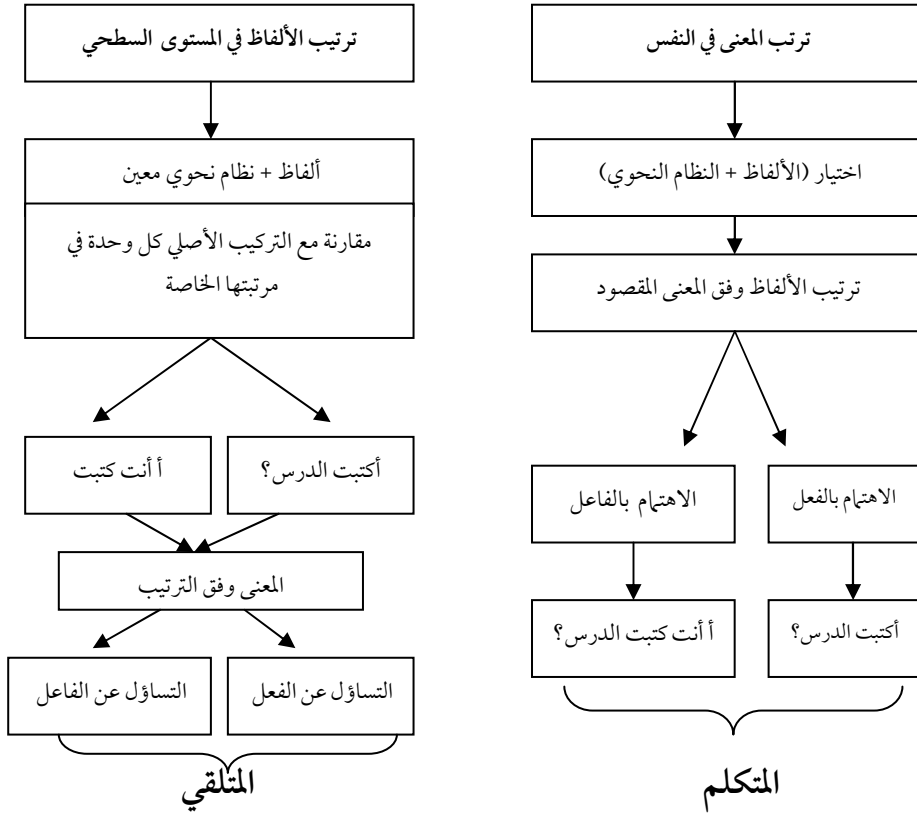 ترتب المعنى في النفس
اختيار (الألفاظ + النظام النحوي)
ترتيب الألفاظ وفق المعنى المقصود
الاهتمام بالفعل
الاهتمام بالفاعل
أكتبت الدرس؟
أ أنت كتبت الدرس؟
المتكلم
ترتيب الألفاظ في المستوى السطحي
ألفاظ + نظام نحوي معين
مقارنة مع التركيب الأصلي كل وحدة في
مرتبتها الخاصة
أكتبت الدرس؟
أ أنت كتبت
المعنى وفق الترتيب
التساؤل عن الفعل
التساؤل عن الفاعل
المتلقي